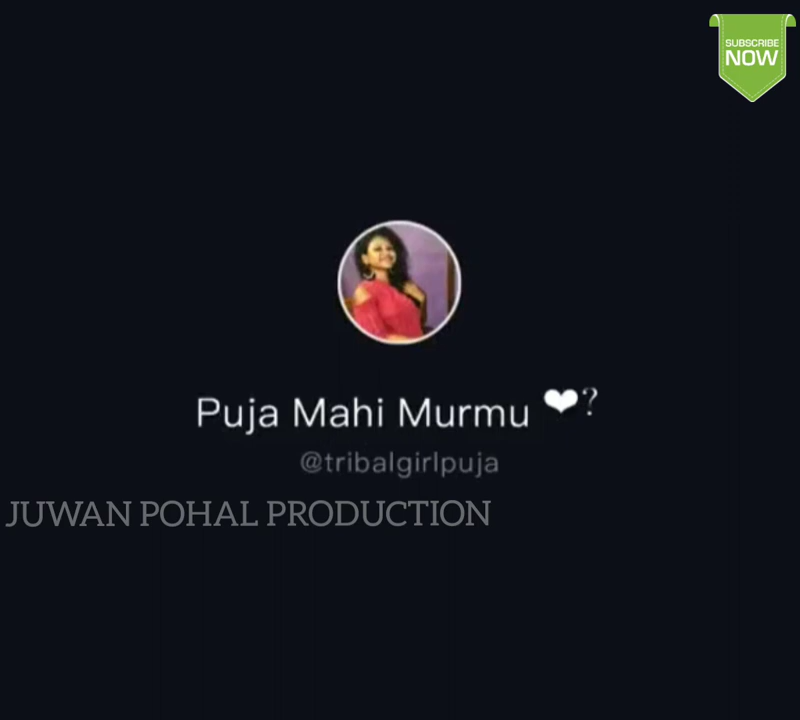 SUBSCRIBE
NOW
Puja Mahi Murmu ❤?
@tribalgirlpuja
JUWAN POHAL PRODUCTION